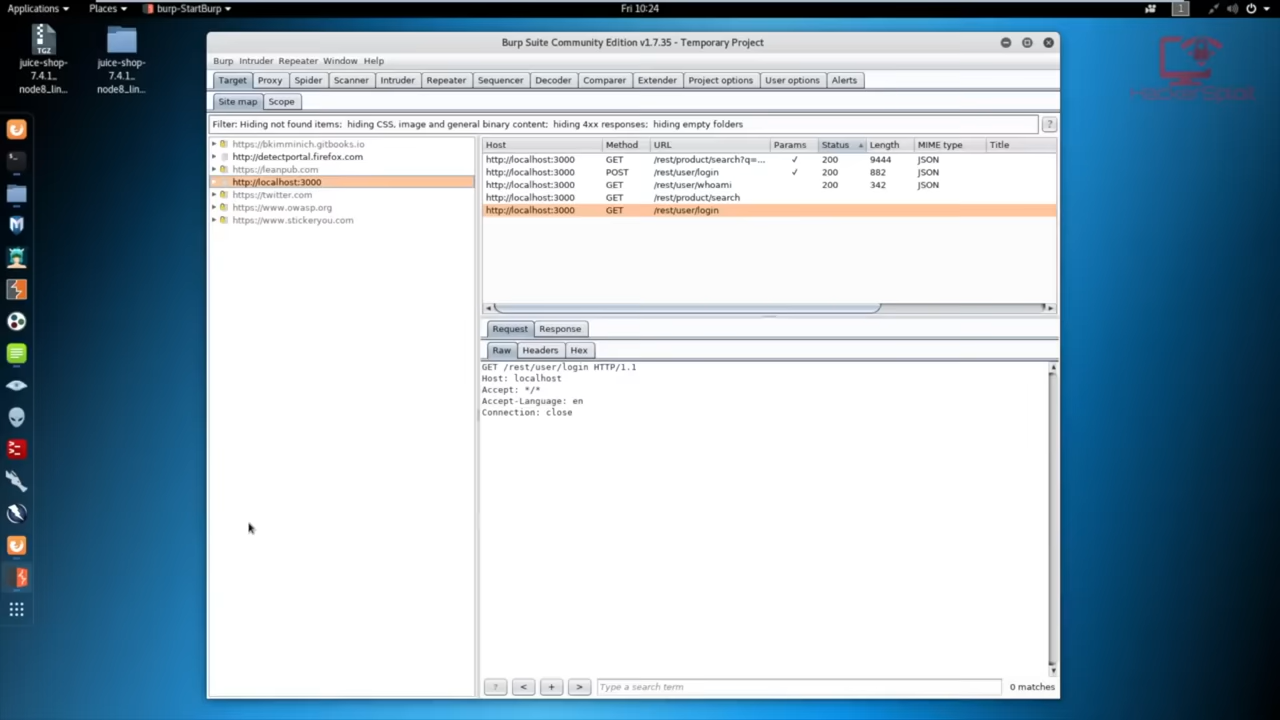 Applications Places burp-StartBurp Fri 10:24 1
juice-shop-7.4.1_node8_lin...
juice-shop-7.4.1_node8_lin...
HackerSploit
Burp Suite Community Edition v1.7.35 - Temporary Project
Burp Intruder Repeater Window Help
Target Proxy Spider Scanner Intruder Repeater Sequencer Decoder Comparer Extender Project options User options Alerts
Site map Scope
Filter: Hiding not found items; hiding CSS, image and general binary content; hiding 4xx responses; hiding empty folders ?
https://bkimminich.gitbooks.io
http://detectportal.firefox.com
https://leanpub.com
http://localhost:3000
https://twitter.com
https://www.owasp.org
https://www.stickeryou.com
Host Method URL Params Status Length MIME type Title
http://localhost:3000 GET /rest/product/search?q=... ✓ 200 9444 JSON
http://localhost:3000 POST /rest/user/login ✓ 200 882 JSON
http://localhost:3000 GET /rest/user/whoami 200 342 JSON
http://localhost:3000 GET /rest/product/search
http://localhost:3000 GET /rest/user/login
Request Response
Raw Headers Hex
GET /rest/user/login HTTP/1.1
Host: localhost
Accept: */*
Accept-Language: en
Connection: close
? < + > Type a search term 0 matches